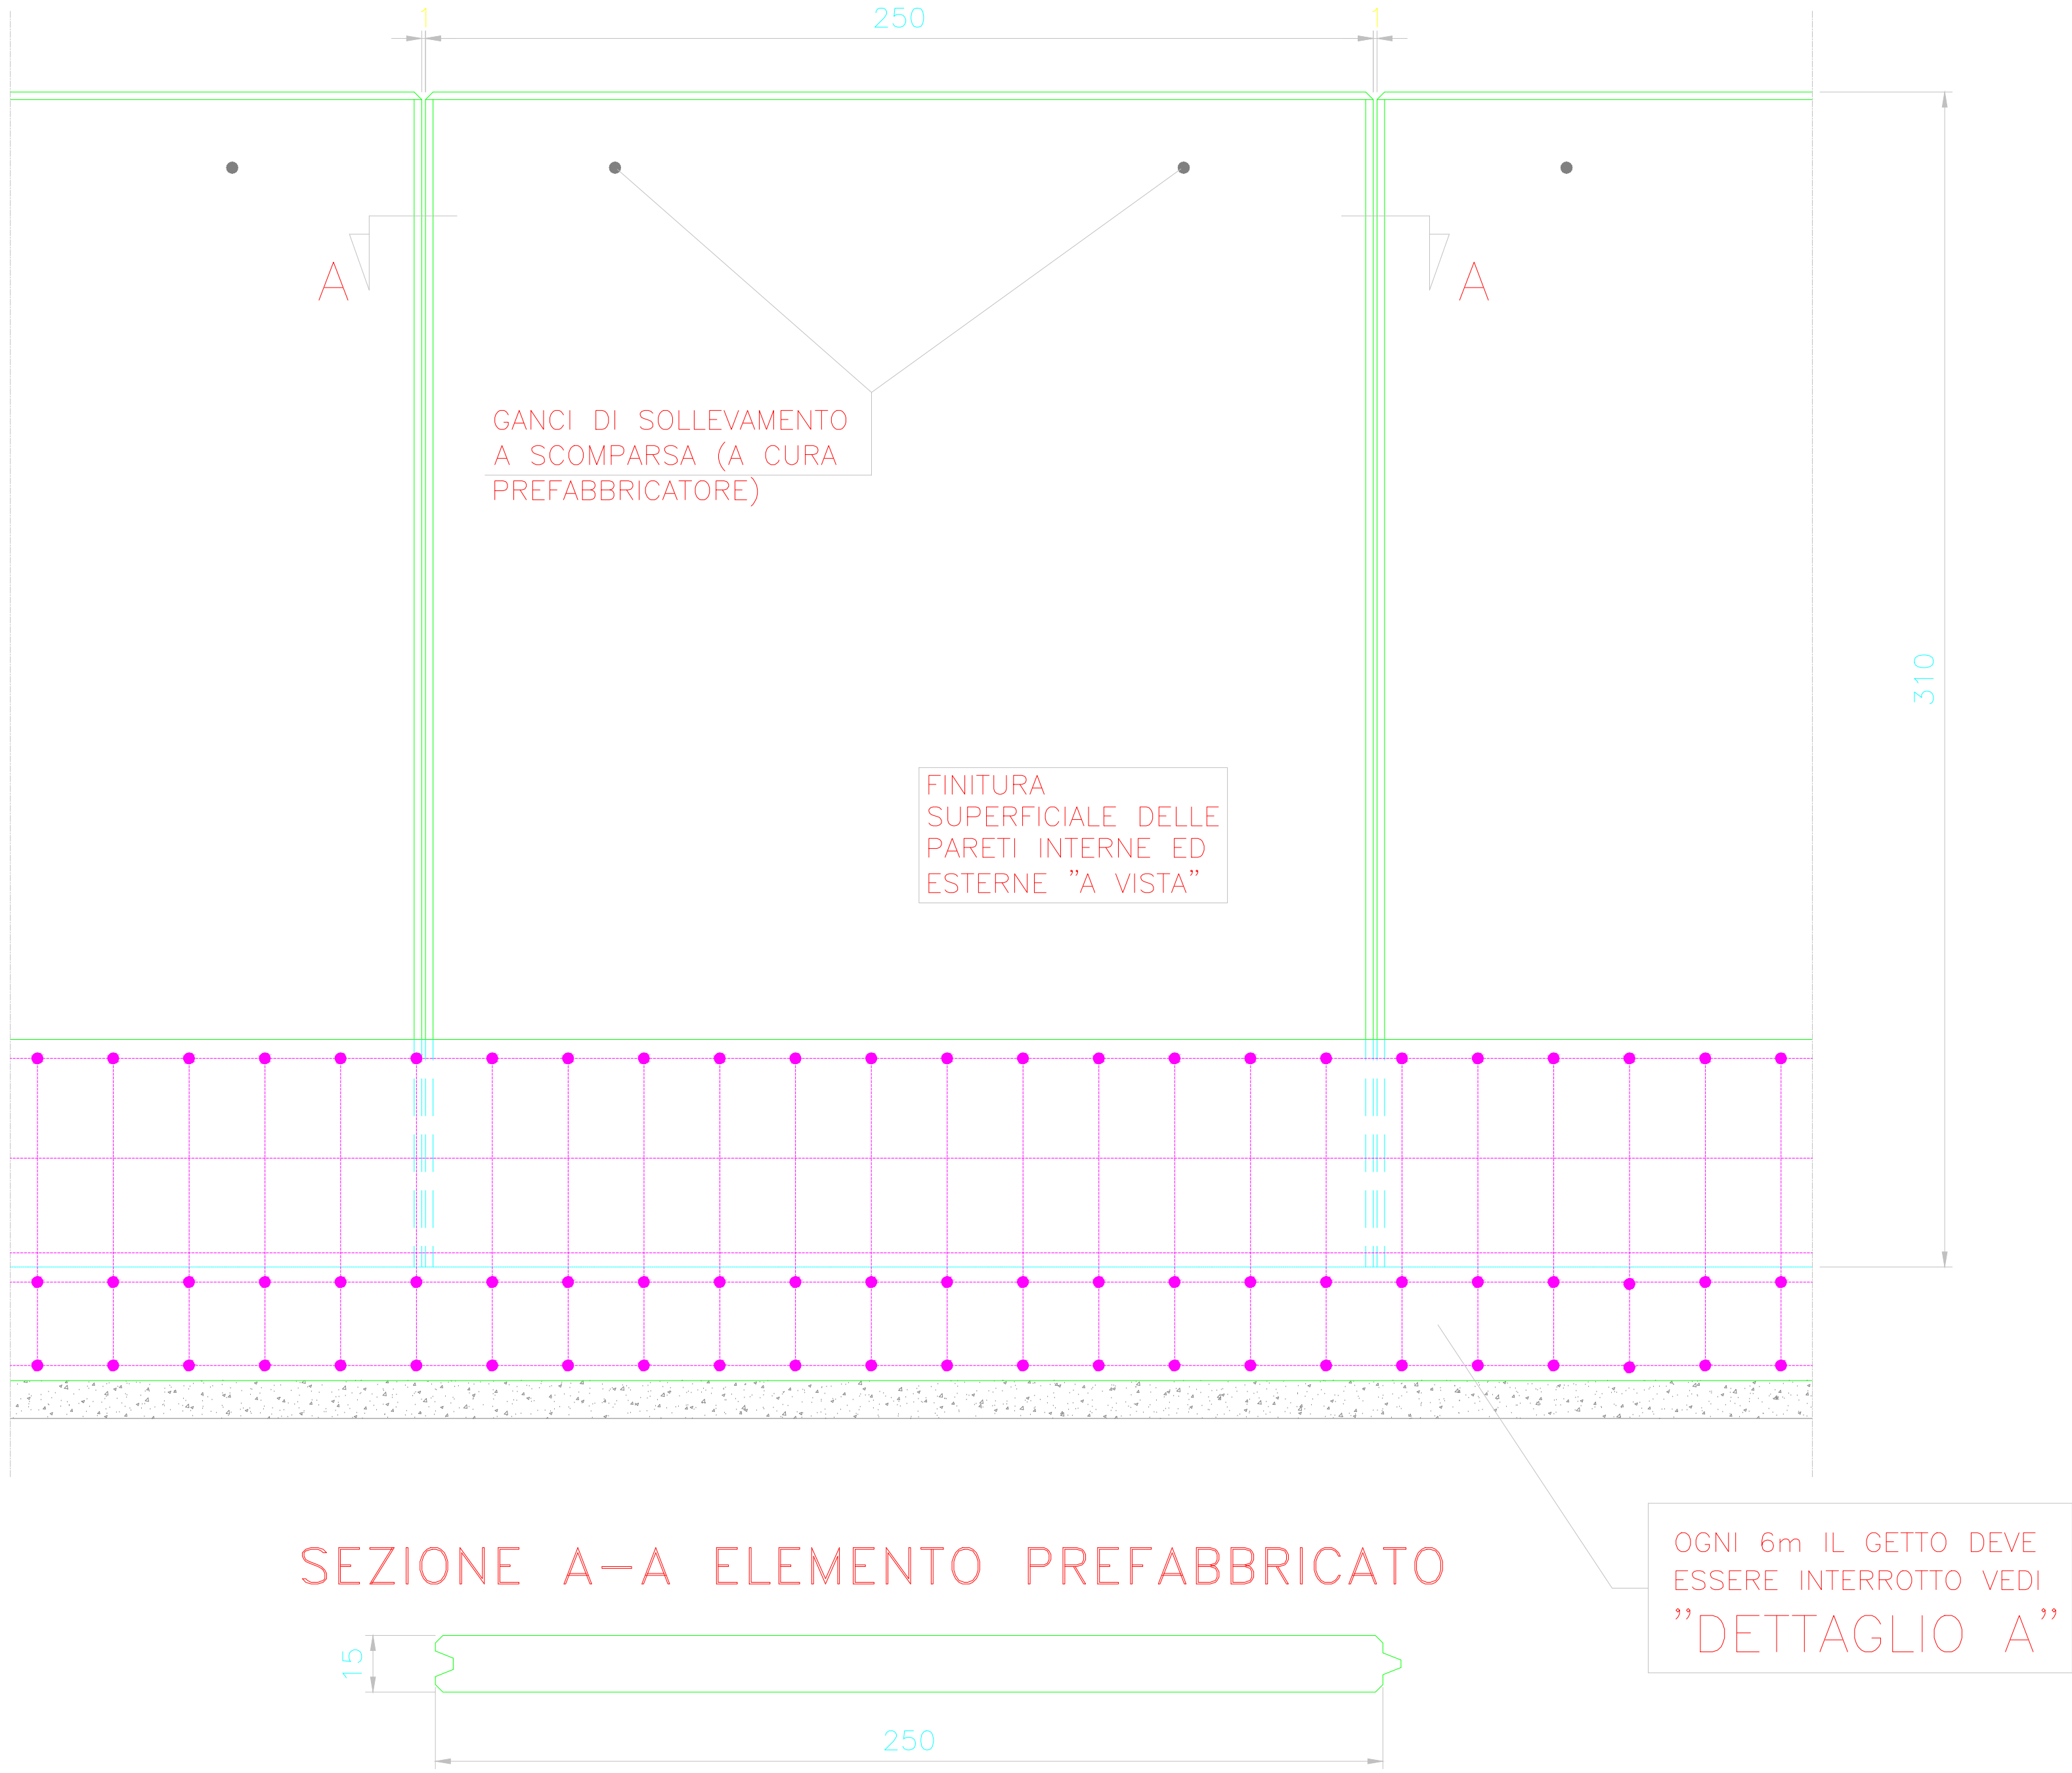 1
250
1
A
A
GANCI DI SOLLEVAMENTO
A SCOMPARSA (A CURA
PREFABBRICATORE)
310
FINITURA
SUPERFICIALE DELLE
PARETI INTERNE ED
ESTERNE "A VISTA"
OGNI 6m IL GETTO DEVE
ESSERE INTERROTTO VEDI
"DETTAGLIO A"
SEZIONE A-A ELEMENTO PREFABBRICATO
15
250